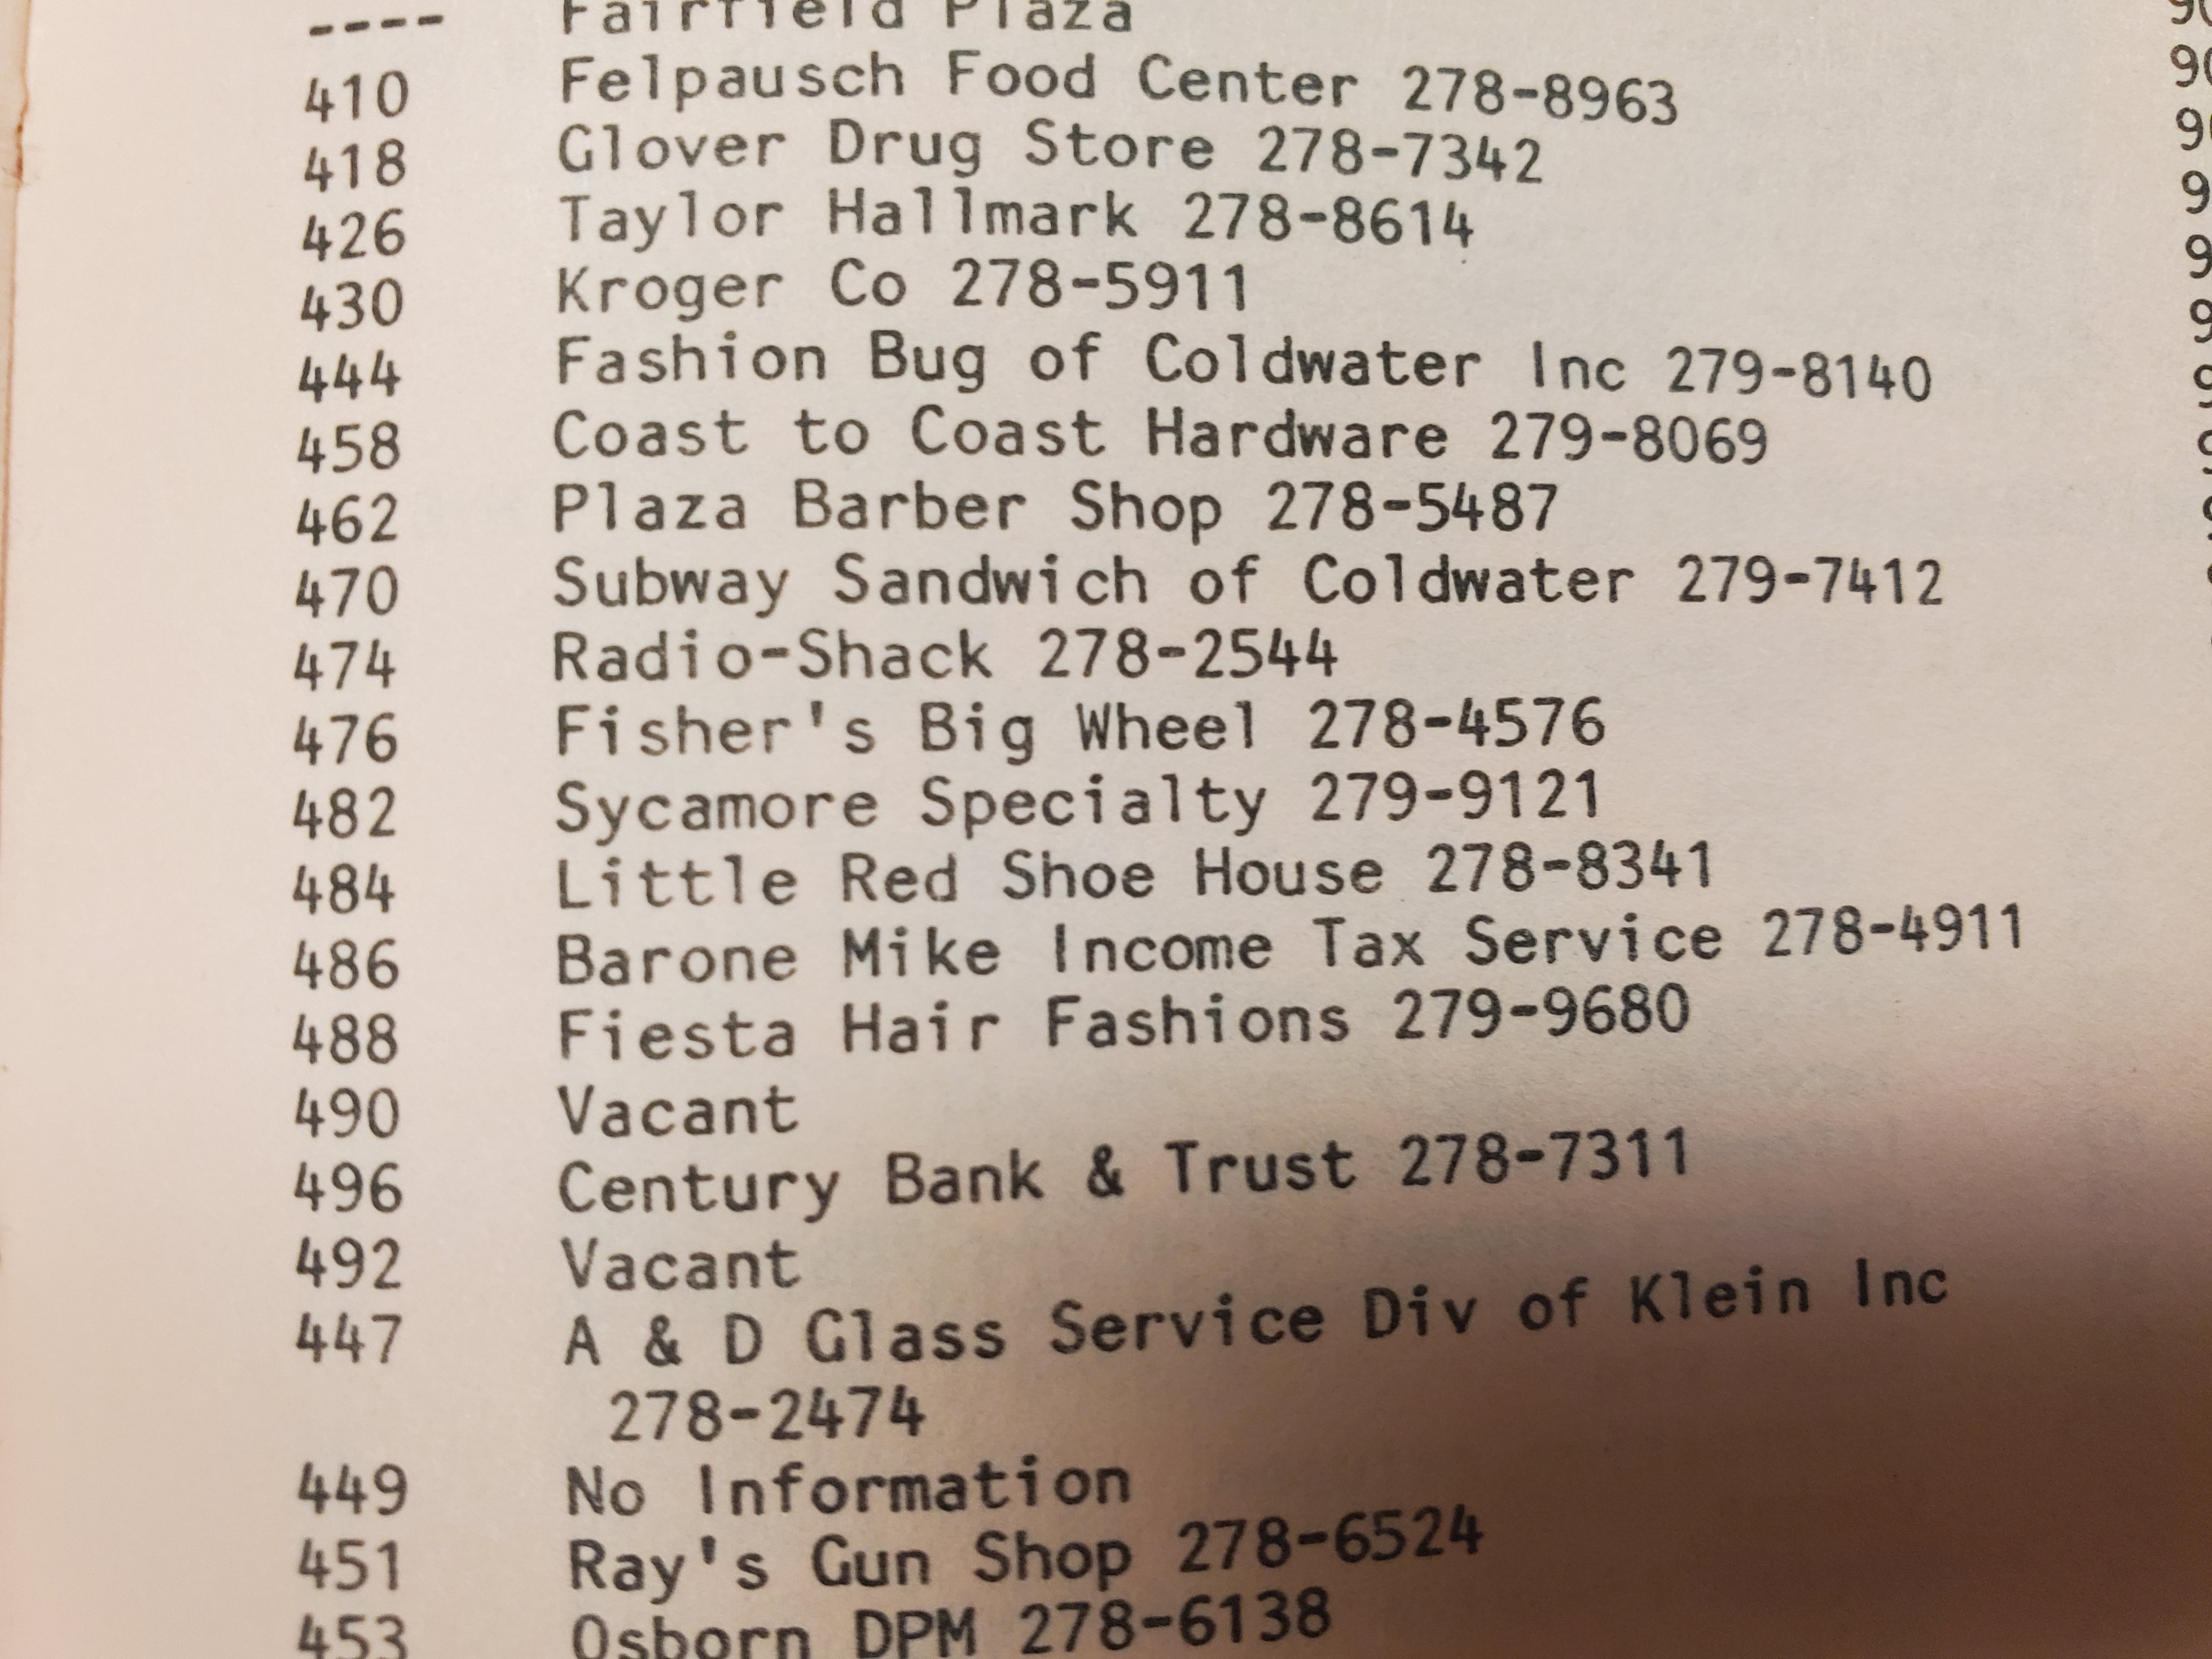 ---- Fairfield Plaza
410 Felpausch Food Center 278-8963
418 Glover Drug Store 278-7342
426 Taylor Hallmark 278-8614
430 Kroger Co 278-5911
444 Fashion Bug of Coldwater Inc 279-8140
458 Coast to Coast Hardware 279-8069
462 Plaza Barber Shop 278-5487
470 Subway Sandwich of Coldwater 279-7412
474 Radio-Shack 278-2544
476 Fisher's Big Wheel 278-4576
482 Sycamore Specialty 279-9121
484 Little Red Shoe House 278-8341
486 Barone Mike Income Tax Service 278-4911
488 Fiesta Hair Fashions 279-9680
490 Vacant
496 Century Bank & Trust 278-7311
492 Vacant
447 A & D Glass Service Div of Klein Inc
278-2474
449 No Information
451 Ray's Gun Shop 278-6524
453 Osborn DPM 278-6138